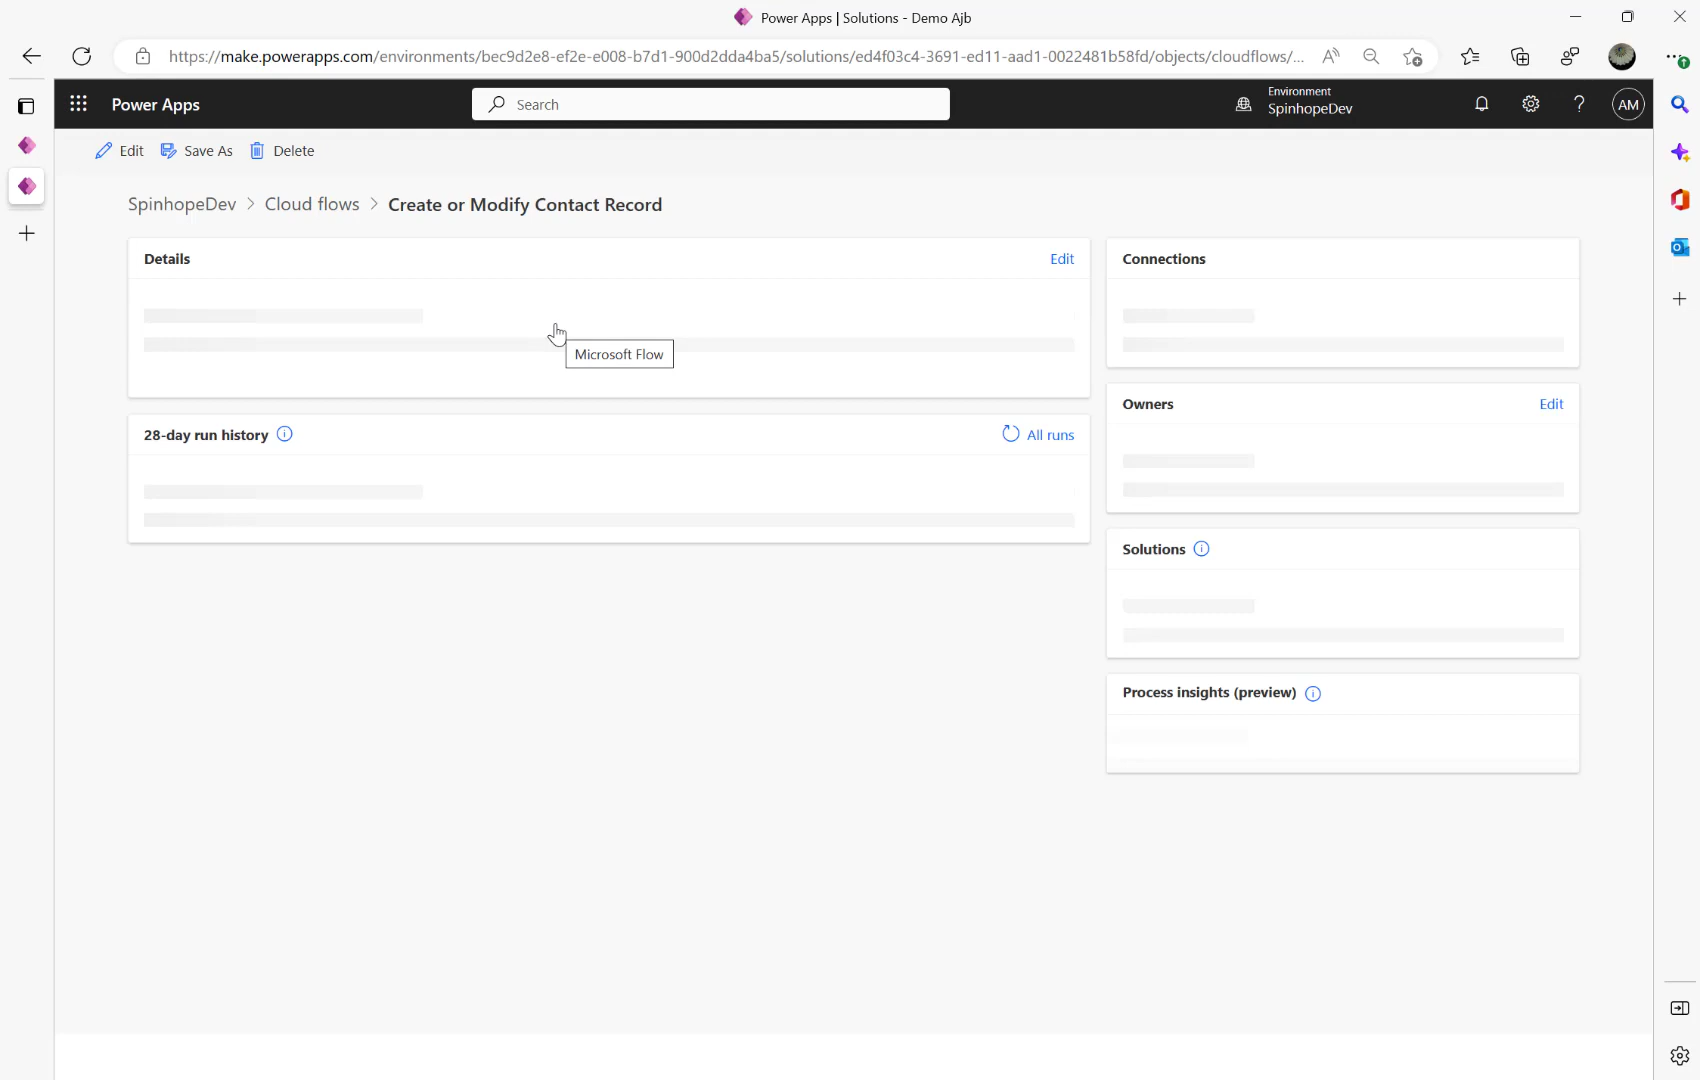 Power Apps | Solutions - Demo Ajb
https://make.powerapps.com/environments/bec9d2e8-ef2e-e008-b7d1-900d2dda4ba5/solutions/ed4f03c4-3691-ed11-aad1-0022481b58fd/objects/cloudflows/...
Power Apps
Search
Environment
SpinhopeDev
AM
Edit
Save As
Delete
SpinhopeDev > Cloud flows > Create or Modify Contact Record
Details
Edit
Microsoft Flow
28-day run history
All runs
Connections
Owners
Edit
Solutions
Process insights (preview)